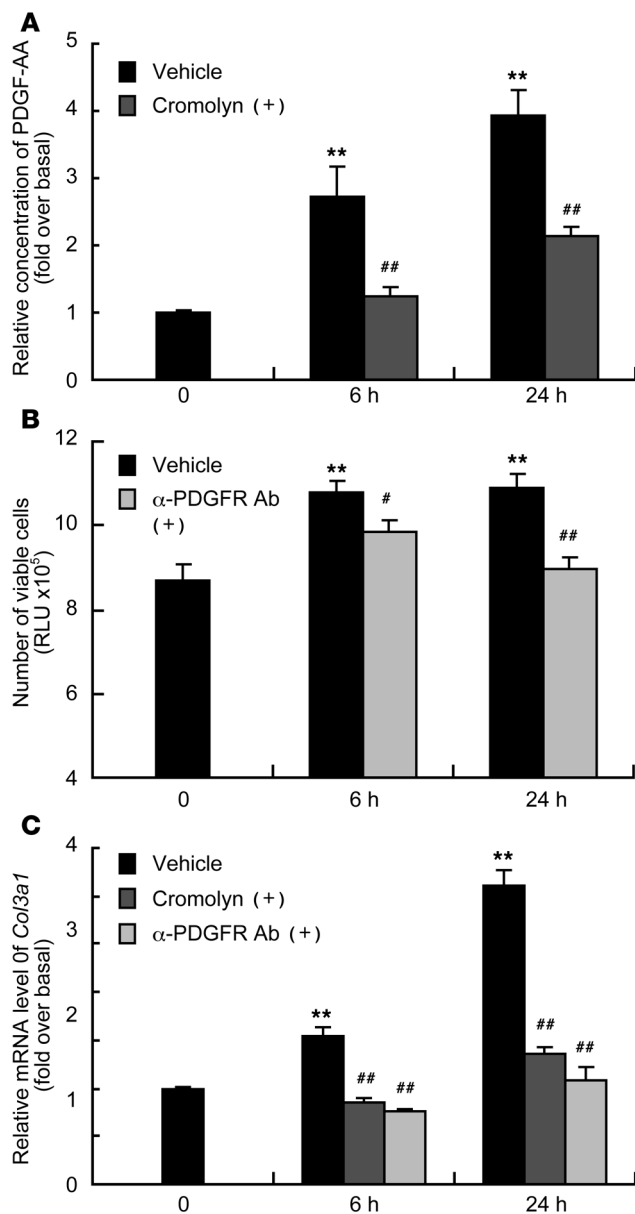 A
Relative concentration of PDGF-AA
(fold over basal)
5
4
3
2
1
0
Vehicle
Cromolyn (+)
**
##
**
##
0
6 h
24 h
B
Number of viable cells
(RLU x10⁵)
12
10
8
6
4
Vehicle
α-PDGFR Ab
(+)
**
#
**
##
0
6 h
24 h
C
Relative mRNA level 0f Col3a1
(fold over basal)
4
3
2
1
0
Vehicle
Cromolyn (+)
α-PDGFR Ab (+)
**
##
##
**
##
##
0
6 h
24 h